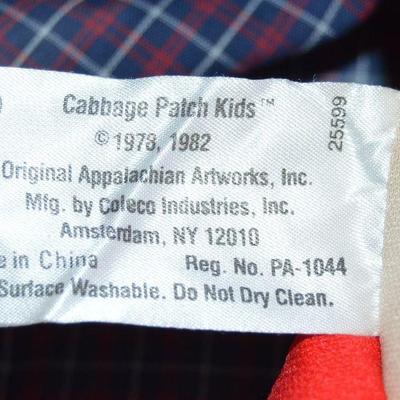 Cabbage Patch Kids™
© 1978, 1982
Original Appalachian Artworks, Inc.
Mfg. by Coleco Industries, Inc.
Amsterdam, NY 12010
e in China Reg. No. PA-1044
Surface Washable. Do Not Dry Clean.
25599